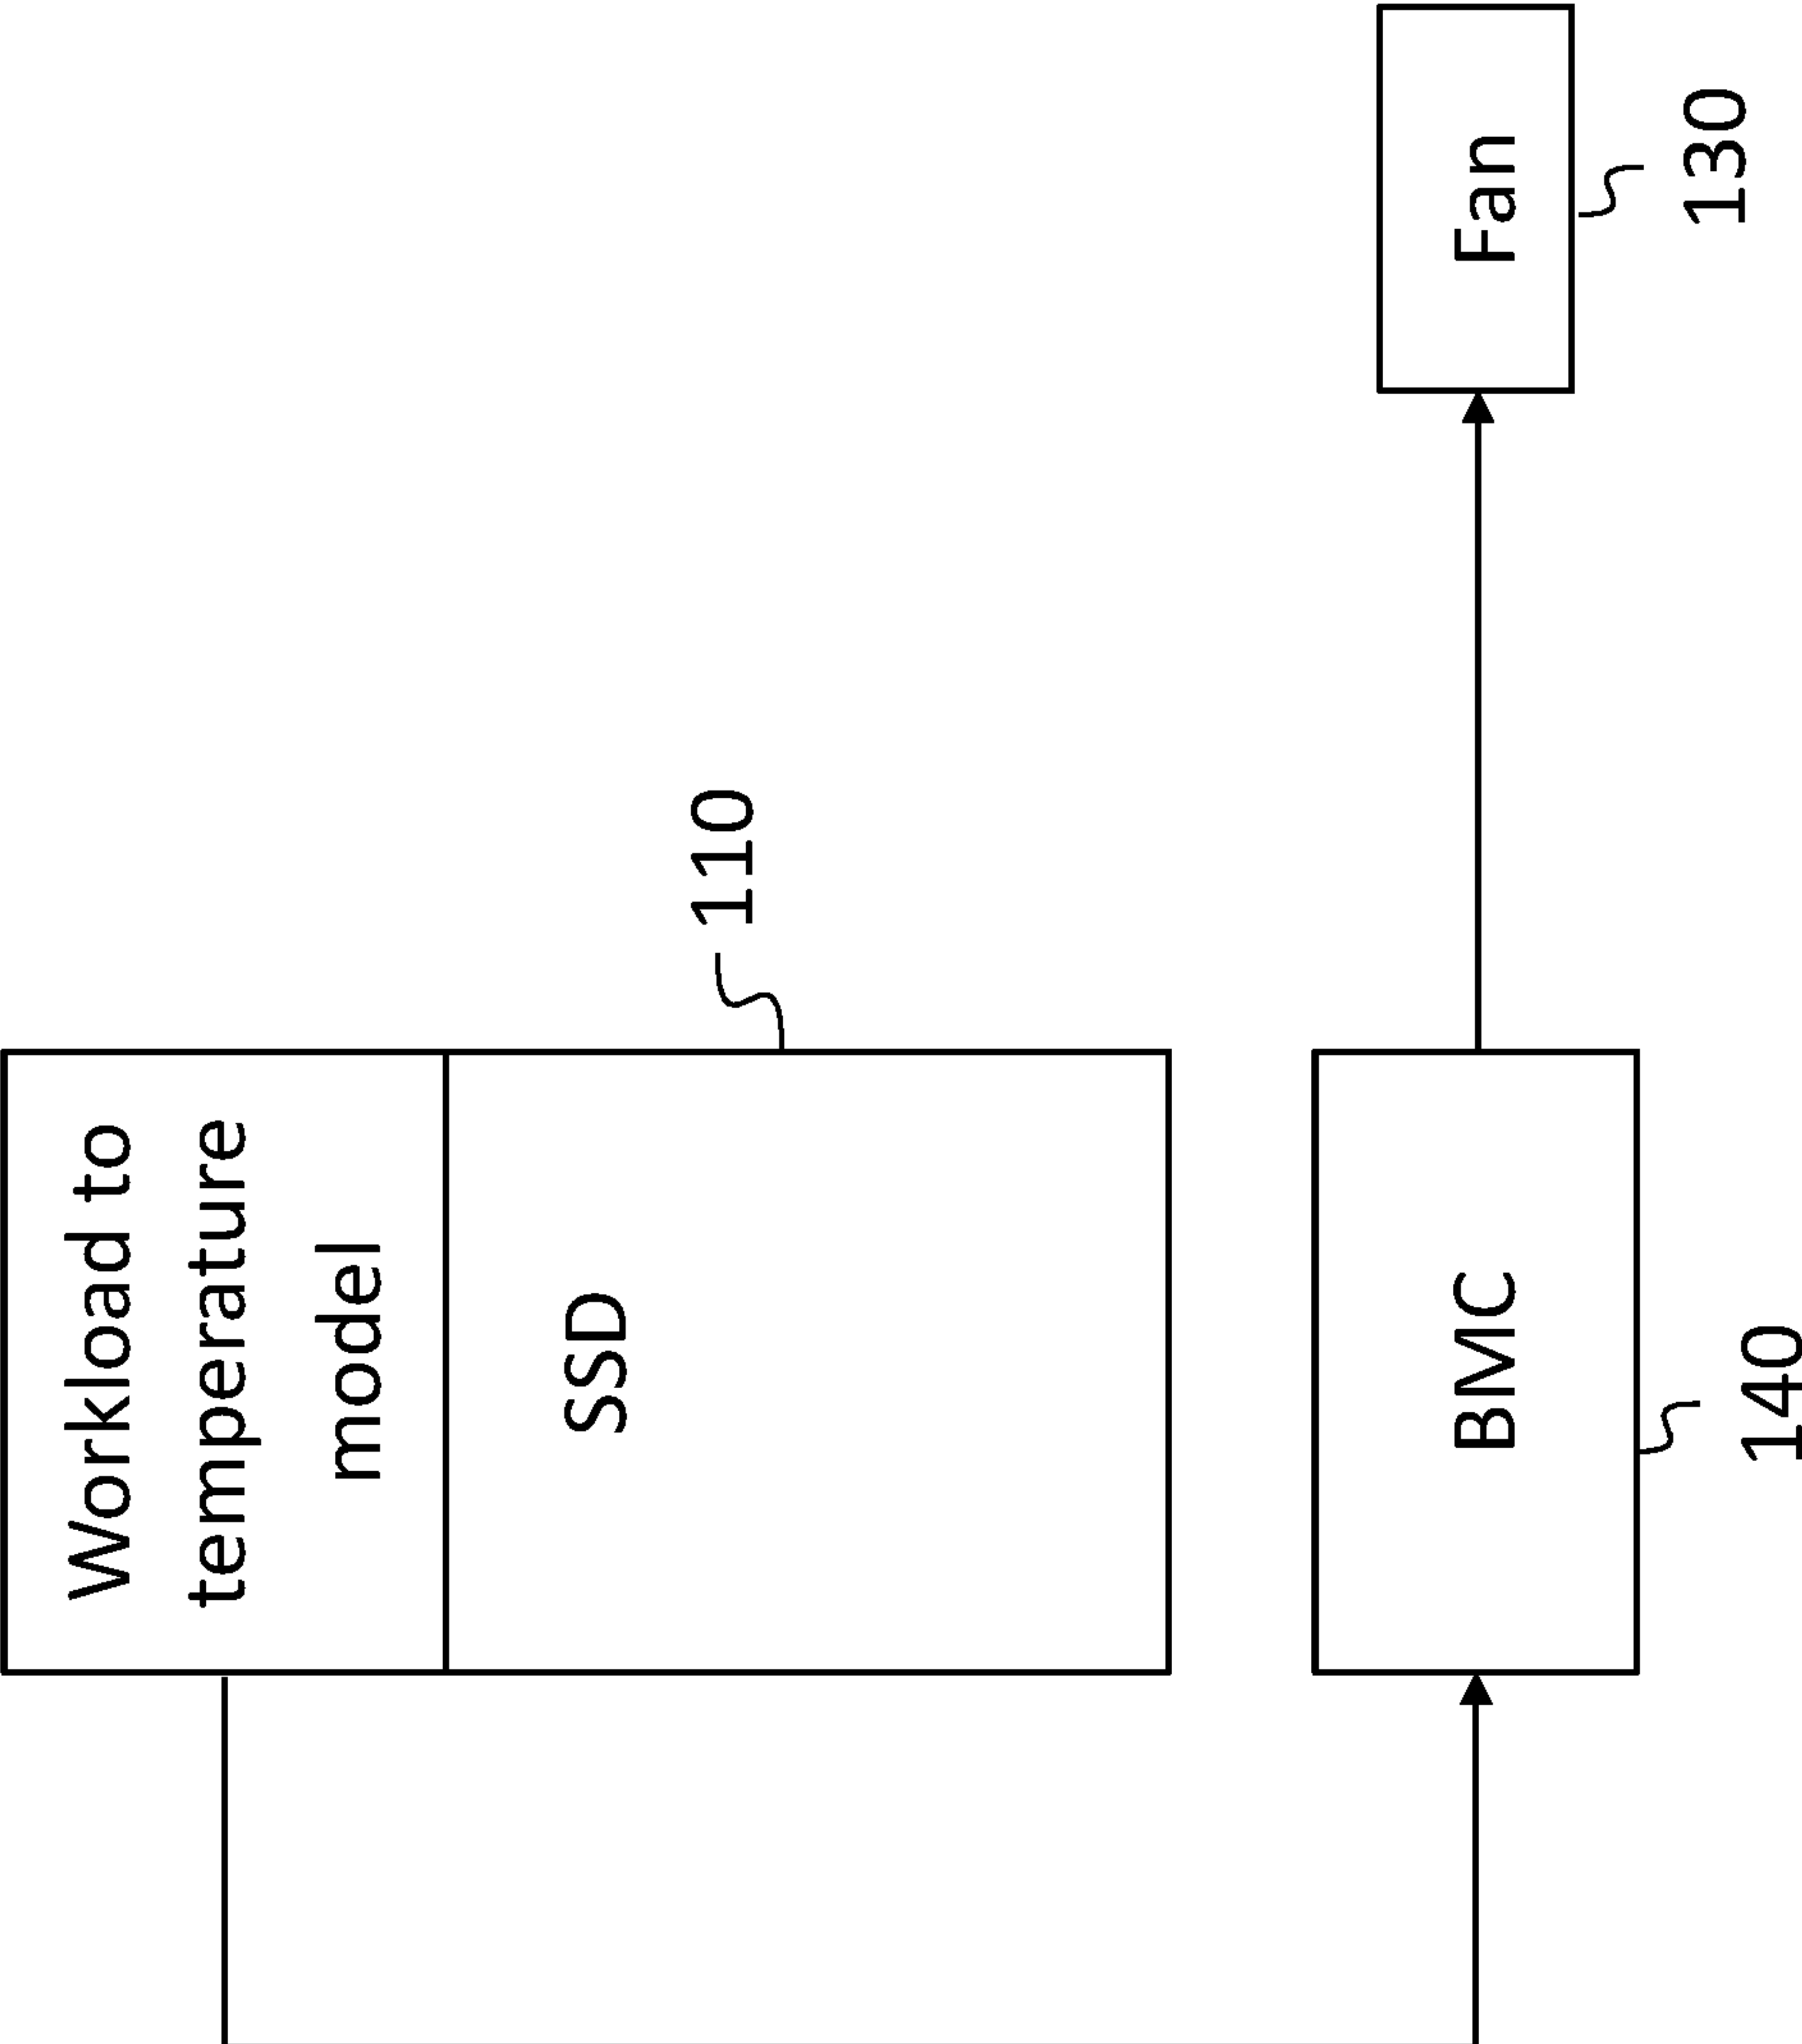 Workload to
temperature
model
SSD
110
BMC
140
Fan
130